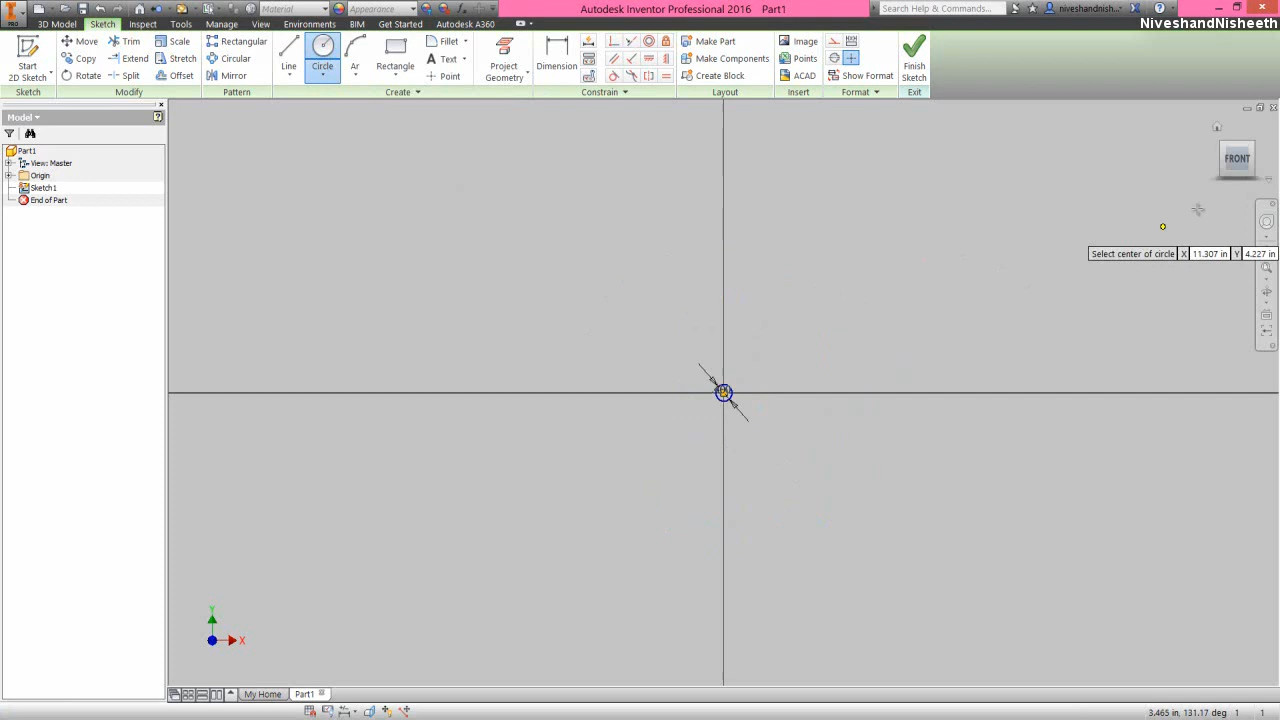 PRO
Material
Appearance
Autodesk Inventor Professional 2016 Part1
Search Help & Commands...
niveshandnish...
NiveshandNisheeth
3D Model Sketch Inspect Tools Manage View Environments BIM Get Started Autodesk A360
Start
2D Sketch
Move Trim Scale
Copy Extend Stretch
Rotate Split Offset
Rectangular
Circular
Mirror
Line Circle Arc Rectangle
Fillet
Text
Point
Project
Geometry
Dimension
Make Part
Make Components
Create Block
Image
Points
ACAD
Show Format
Finish
Sketch
Sketch Modify Pattern Create Constrain Layout Insert Format Exit
Model
Part1
View: Master
Origin
Sketch1
End of Part
FRONT
Select center of circle X 11.307 in Y 4.227 in
Y
X
My Home Part1
3.465 in, 131.17 deg 1 1